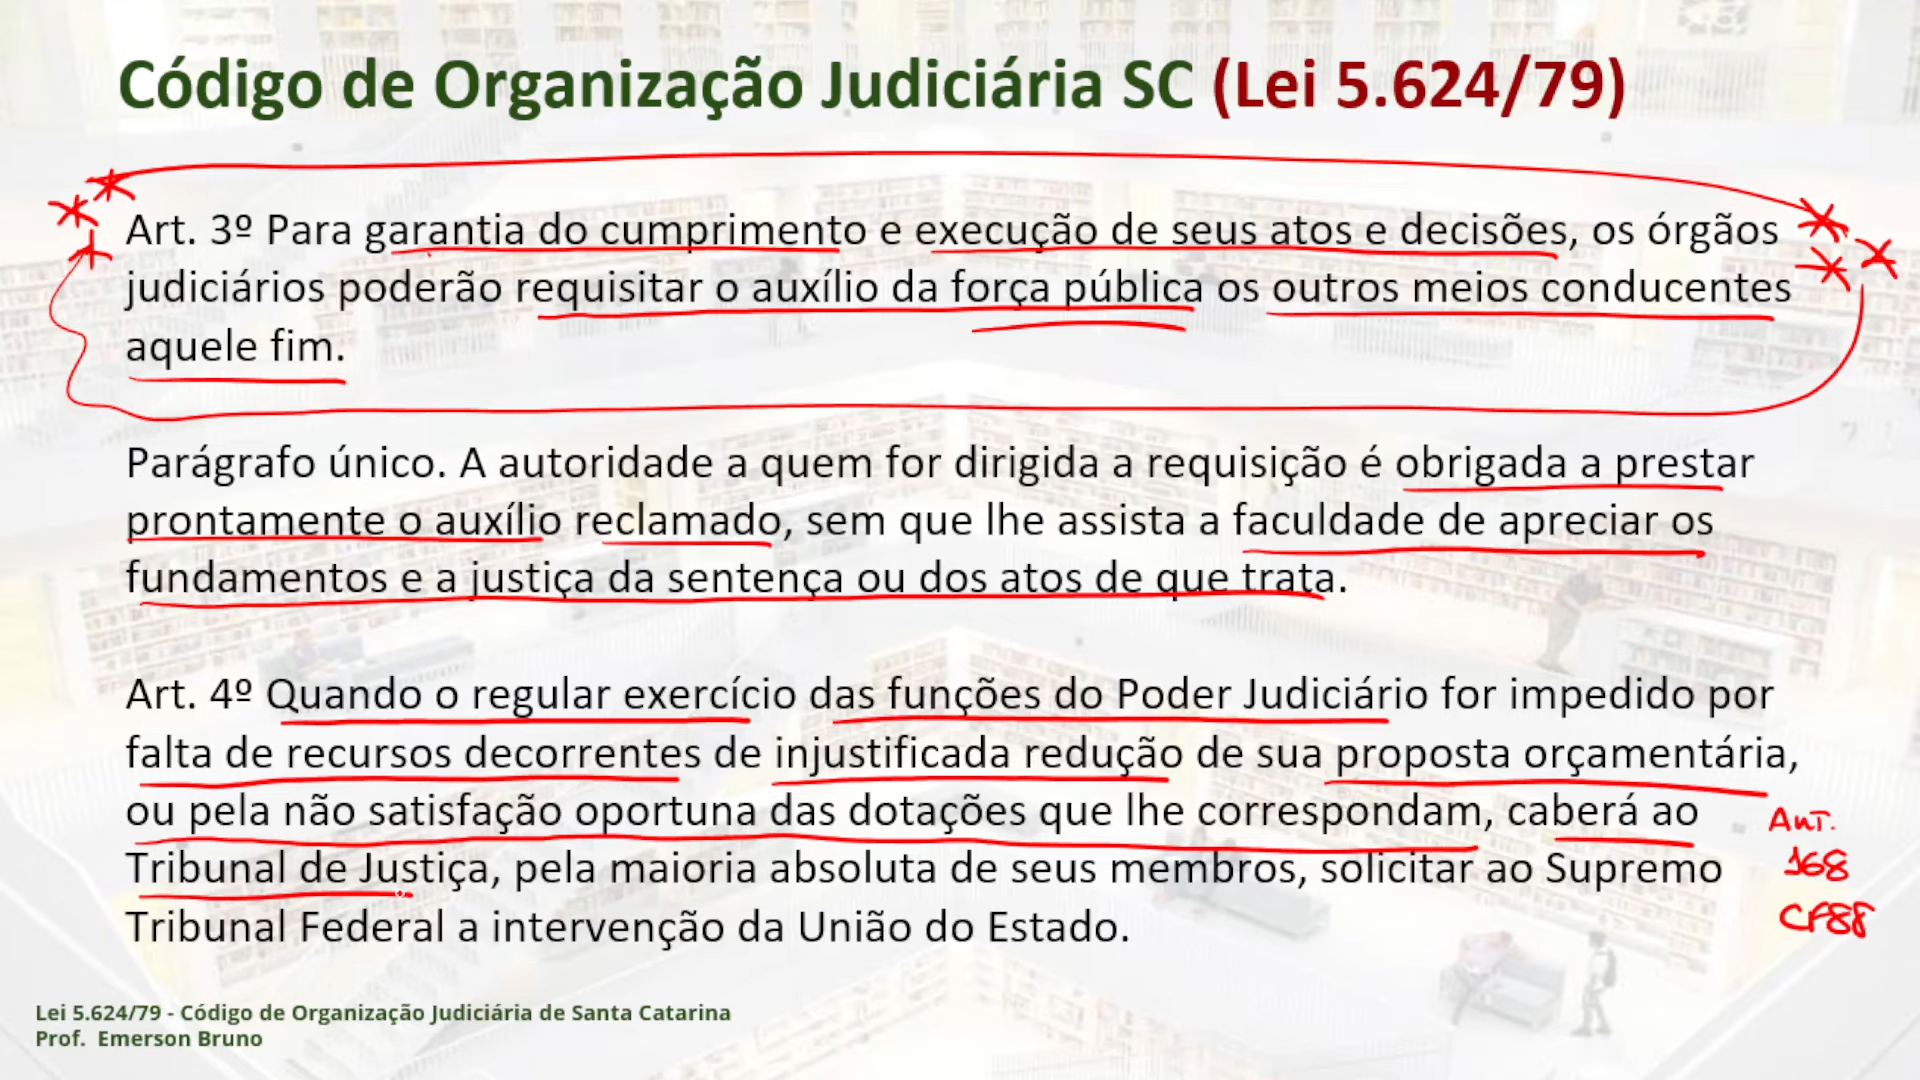 Código de Organização Judiciária SC (Lei 5.624/79)
Art. 3º Para garantia do cumprimento e execução de seus atos e decisões, os órgãos
judiciários poderão requisitar o auxílio da força pública os outros meios conducentes
aquele fim.
Parágrafo único. A autoridade a quem for dirigida a requisição é obrigada a prestar
prontamente o auxílio reclamado, sem que lhe assista a faculdade de apreciar os
fundamentos e a justiça da sentença ou dos atos de que trata.
Art. 4º Quando o regular exercício das funções do Poder Judiciário for impedido por
falta de recursos decorrentes de injustificada redução de sua proposta orçamentária,
ou pela não satisfação oportuna das dotações que lhe correspondam, caberá ao
Tribunal de Justiça, pela maioria absoluta de seus membros, solicitar ao Supremo
Tribunal Federal a intervenção da União do Estado.
ART.
168
CF88
Lei 5.624/79 - Código de Organização Judiciária de Santa Catarina
Prof. Emerson Bruno